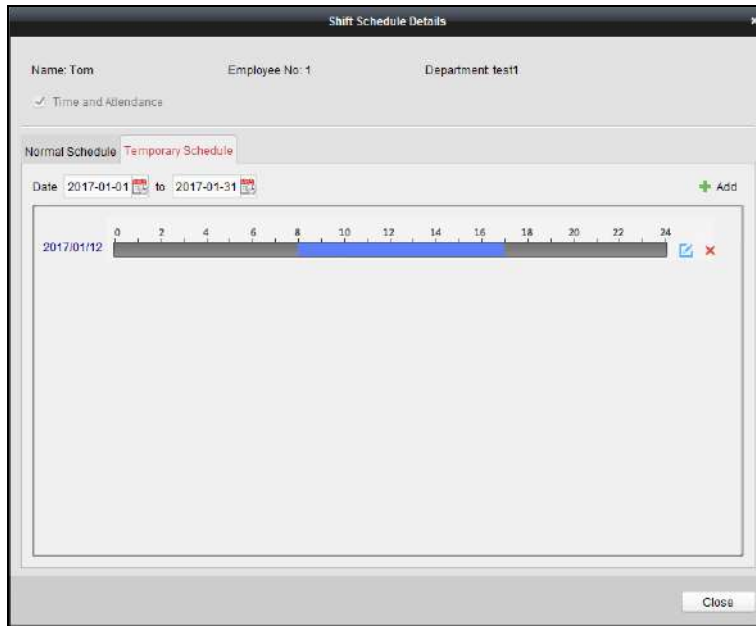 Shift Schedule Details
Name: Tom Employee No: 1 Department: test1
Time and Attendance
Normal Schedule Temporary Schedule
Date 2017-01-01 to 2017-01-31 Add
0 2 4 6 8 10 12 14 16 18 20 22 24
2017/01/12
Close